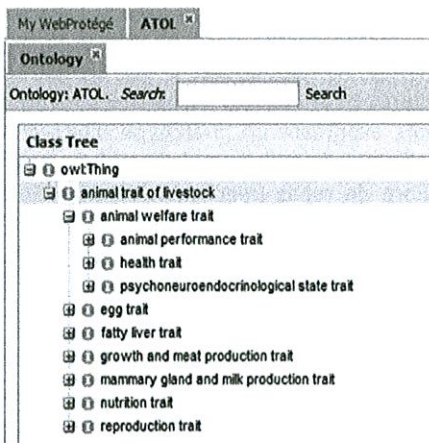 My WebProtégé ATOL
Ontology
Ontology: ATOL. Search: Search
Class Tree
owl:Thing
animal trait of livestock
animal welfare trait
animal performance trait
health trait
psychoneuroendocrinological state trait
egg trait
fatty liver trait
growth and meat production trait
mammary gland and milk production trait
nutrition trait
reproduction trait